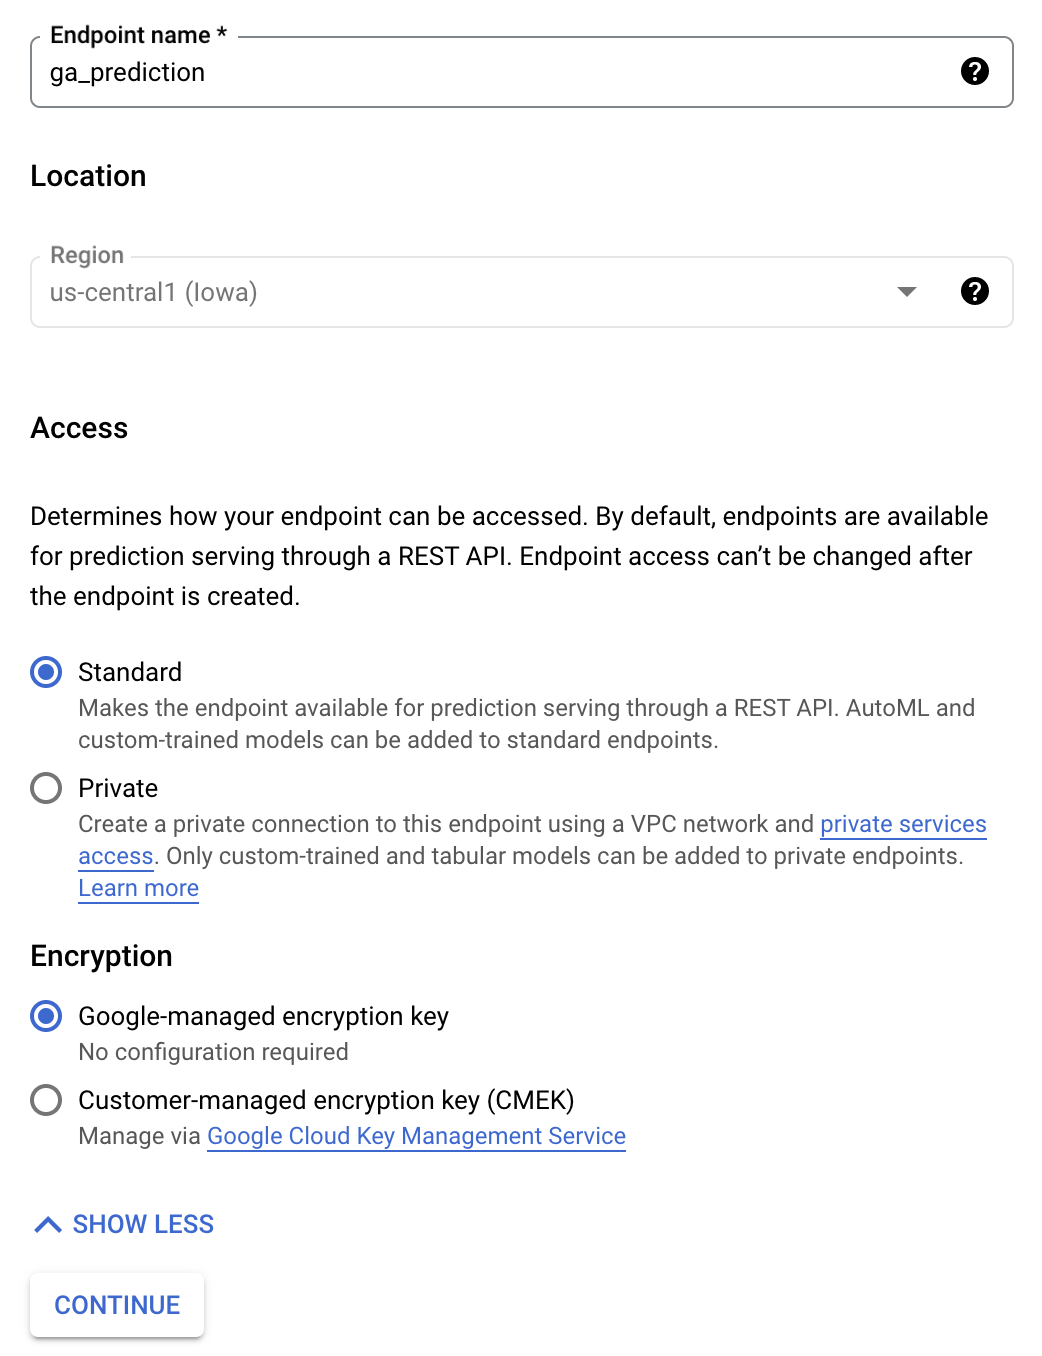 Endpoint name *
ga_prediction
Location
Region
us-central1 (Iowa)
Access
Determines how your endpoint can be accessed. By default, endpoints are available
for prediction serving through a REST API. Endpoint access can’t be changed after
the endpoint is created.
Standard
Makes the endpoint available for prediction serving through a REST API. AutoML and
custom-trained models can be added to standard endpoints.
Private
Create a private connection to this endpoint using a VPC network and private services
access. Only custom-trained and tabular models can be added to private endpoints.
Learn more
Encryption
Google-managed encryption key
No configuration required
Customer-managed encryption key (CMEK)
Manage via Google Cloud Key Management Service
SHOW LESS
CONTINUE